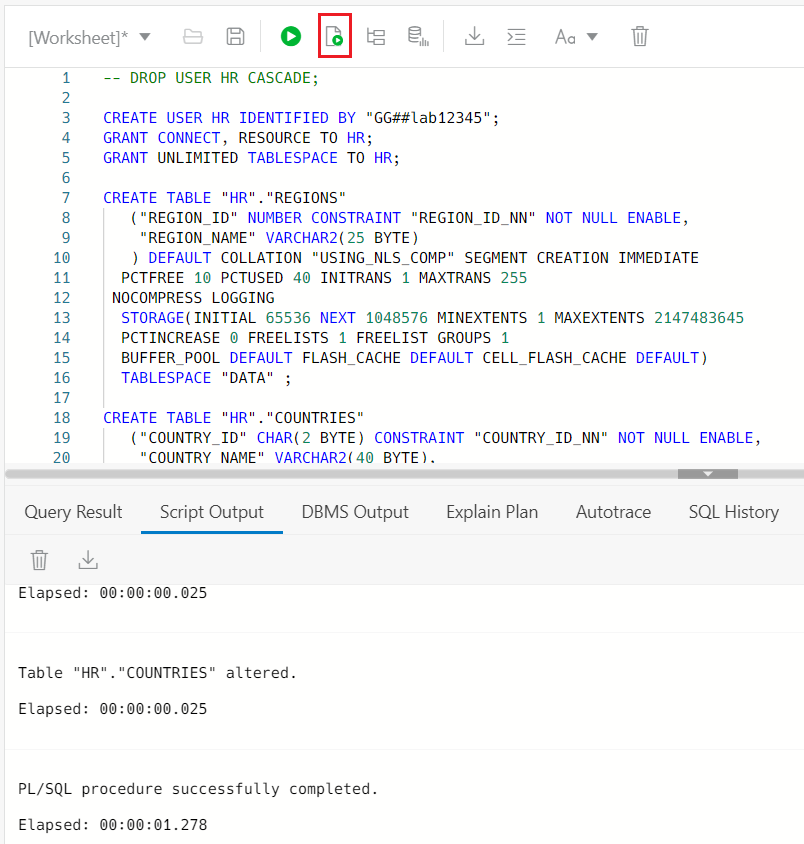 [Worksheet]*
Aa
1 -- DROP USER HR CASCADE;
2
3 CREATE USER HR IDENTIFIED BY "GG##lab12345";
4 GRANT CONNECT, RESOURCE TO HR;
5 GRANT UNLIMITED TABLESPACE TO HR;
6
7 CREATE TABLE "HR"."REGIONS"
8 ("REGION_ID" NUMBER CONSTRAINT "REGION_ID_NN" NOT NULL ENABLE,
9 "REGION_NAME" VARCHAR2(25 BYTE)
10 ) DEFAULT COLLATION "USING_NLS_COMP" SEGMENT CREATION IMMEDIATE
11 PCTFREE 10 PCTUSED 40 INITRANS 1 MAXTRANS 255
12 NOCOMPRESS LOGGING
13 STORAGE(INITIAL 65536 NEXT 1048576 MINEXTENTS 1 MAXEXTENTS 2147483645
14 PCTINCREASE 0 FREELISTS 1 FREELIST GROUPS 1
15 BUFFER_POOL DEFAULT FLASH_CACHE DEFAULT CELL_FLASH_CACHE DEFAULT)
16 TABLESPACE "DATA" ;
17
18 CREATE TABLE "HR"."COUNTRIES"
19 ("COUNTRY_ID" CHAR(2 BYTE) CONSTRAINT "COUNTRY_ID_NN" NOT NULL ENABLE,
20 "COUNTRY_NAME" VARCHAR2(40 BYTE),
Query Result Script Output DBMS Output Explain Plan Autotrace SQL History
Elapsed: 00:00:00.025
Table "HR"."COUNTRIES" altered.
Elapsed: 00:00:00.025
PL/SQL procedure successfully completed.
Elapsed: 00:00:01.278